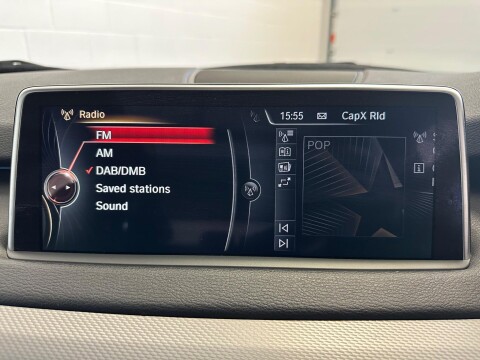 Radio
15:55
CapX Rld
FM
AM
DAB/DMB
Saved stations
Sound
POP